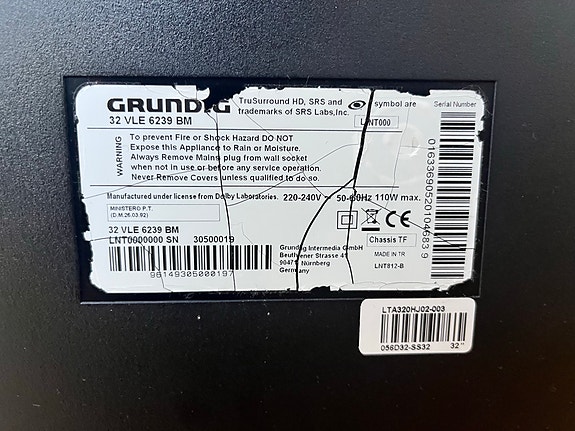 GRUNDIG
TruSurround HD, SRS and symbol are
trademarks of SRS Labs,Inc.
Serial Number
32 VLE 6239 BM
LNT000
WARNING
To prevent Fire or Shock Hazard DO NOT
Expose this Appliance to Rain or Moisture.
Always Remove Mains plug from wall socket
when not in use or before any service operation.
Never Remove Covers unless qualified to do so.
Manufactured under license from Dolby Laboratories.
220-240V ~ 50-60Hz 110W max.
MINISTERO P.T.
(D.M.26.03.92)
CE
32 VLE 6239 BM
LNT0000000 SN 30500019
Chassis TF
Grundig Intermedia GmbH
Beuthener Strasse 41
90471 Nürnberg
Germany
MADE IN TR
LNT812-B
96149305000197
01633690520104683 9
LTA320HJ02-003
056D32-SS32 32"